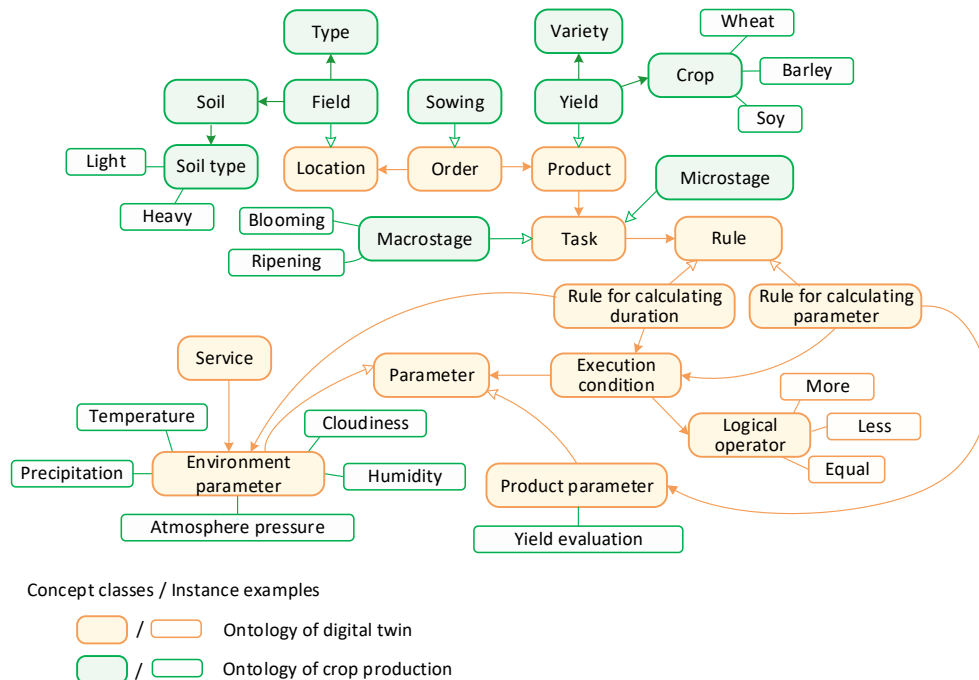 Wheat
Type
Variety
Crop
Barley
Soil
Field
Sowing
Yield
Soy
Light
Soil type
Location
Order
Product
Microstage
Heavy
Blooming
Macrostage
Task
Rule
Ripening
Rule for calculating
duration
Rule for calculating
parameter
Service
Parameter
Execution
condition
More
Temperature
Cloudiness
Logical
operator
Less
Precipitation
Environment
parameter
Humidity
Equal
Product parameter
Atmosphere pressure
Yield evaluation
Concept classes / Instance examples
/ Ontology of digital twin
/ Ontology of crop production